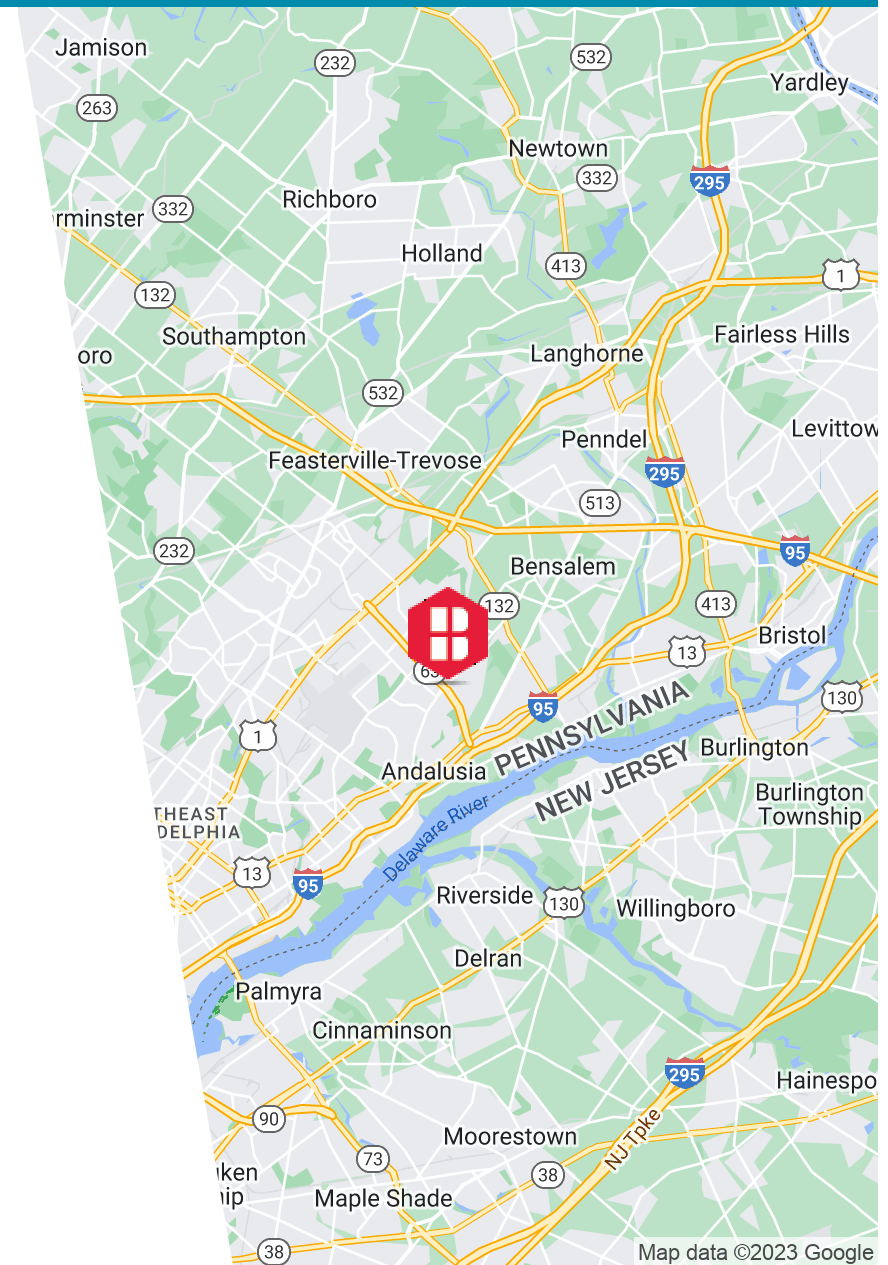 Jamison
232
532
Yardley
263
Newtown
332
295
Richboro
332
rminster
Holland
413
1
132
Southampton
Fairless Hills
oro
Langhorne
532
Levittow
Penndel
Feasterville-Trevose
295
513
232
95
Bensalem
132
413
Bristol
13
63
130
95
PENNSYLVANIA
1
Burlington
Andalusia
NEW JERSEY
Burlington
Township
THEAST
DELPHIA
Delaware River
13
95
Riverside
130
Willingboro
Delran
Palmyra
Cinnaminson
295
Hainespo
90
NJ Tpke
Moorestown
73
38
uken
hip
Maple Shade
38
Map data ©2023 Google